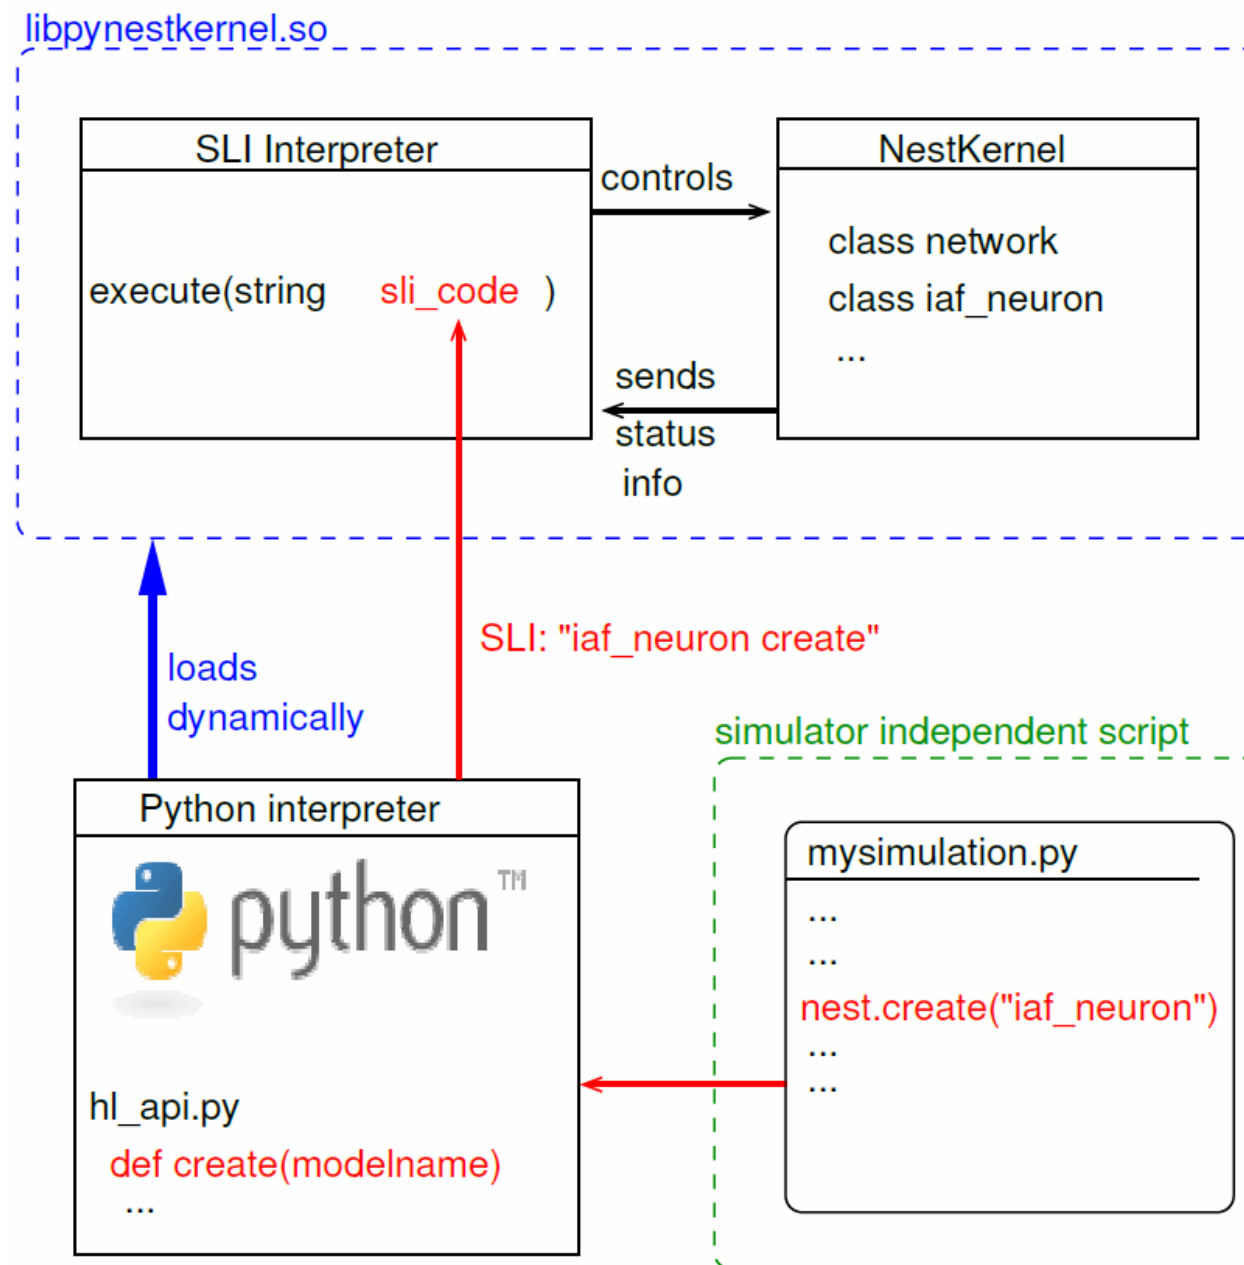 libpynestkernel.so
SLI Interpreter
controls
NestKernel
class network
execute(string sli_code )
class iaf_neuron
...
sends
status
info
SLI: "iaf_neuron create"
loads
dynamically
simulator independent script
Python interpreter
python™
mysimulation.py
...
...
nest.create("iaf_neuron")
...
...
hl_api.py
def create(modelname)
...